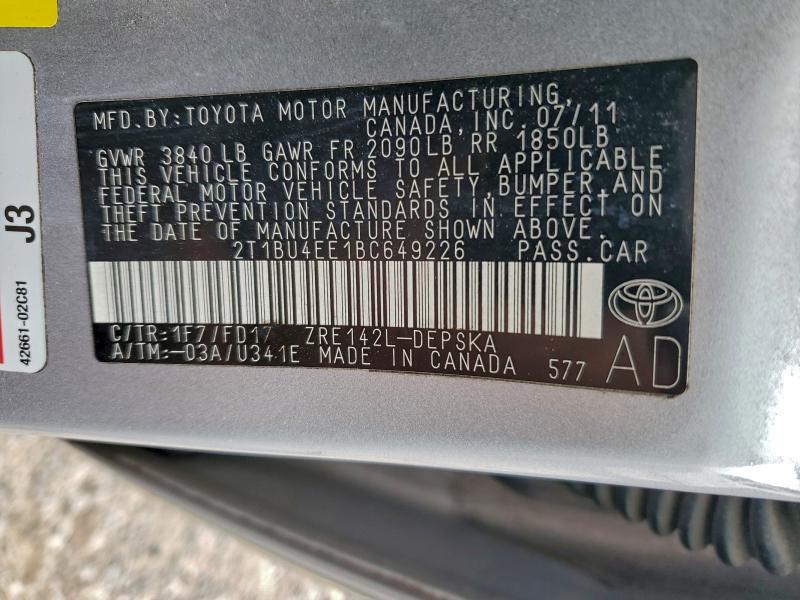 MFD.BY:TOYOTA MOTOR MANUFACTURING,
CANADA, INC. 07/11
GVWR 3840 LB GAWR FR 2090LB RR 1850LB
THIS VEHICLE CONFORMS TO ALL APPLICABLE
FEDERAL MOTOR VEHICLE SAFETY, BUMPER, AND
THEFT PREVENTION STANDARDS IN EFFECT ON
THE DATE OF MANUFACTURE SHOWN ABOVE.
2T1BU4EE1BC649226 PASS.CAR
C/TR:1F7/FD17 ZRE142L-DEPSKA
A/TM:-03A/U341E MADE IN CANADA 577
AD
J3
42661-02C81